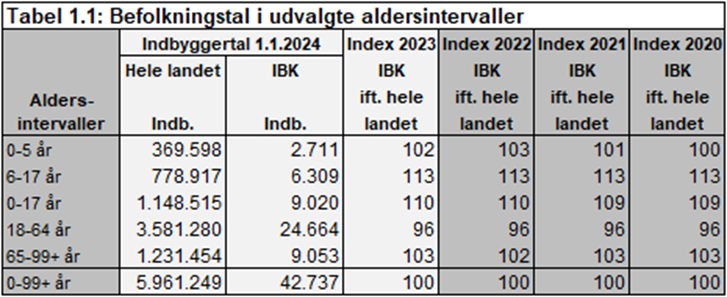 Tabel 1.1: Befolkningstal i udvalgte aldersintervaller
Indbyggertal 1.1.2024 Index 2023 Index 2022 Index 2021 Index 2020
Hele landet IBK IBK IBK IBK IBK
Alders- ift. hele ift. hele ift. hele ift. hele
intervaller Indb. Indb. landet landet landet landet
0-5 år 369.598 2.711 102 103 101 100
6-17 år 778.917 6.309 113 113 113 113
0-17 år 1.148.515 9.020 110 110 109 109
18-64 år 3.581.280 24.664 96 96 96 96
65-99+ år 1.231.454 9.053 103 102 103 103
0-99+ år 5.961.249 42.737 100 100 100 100